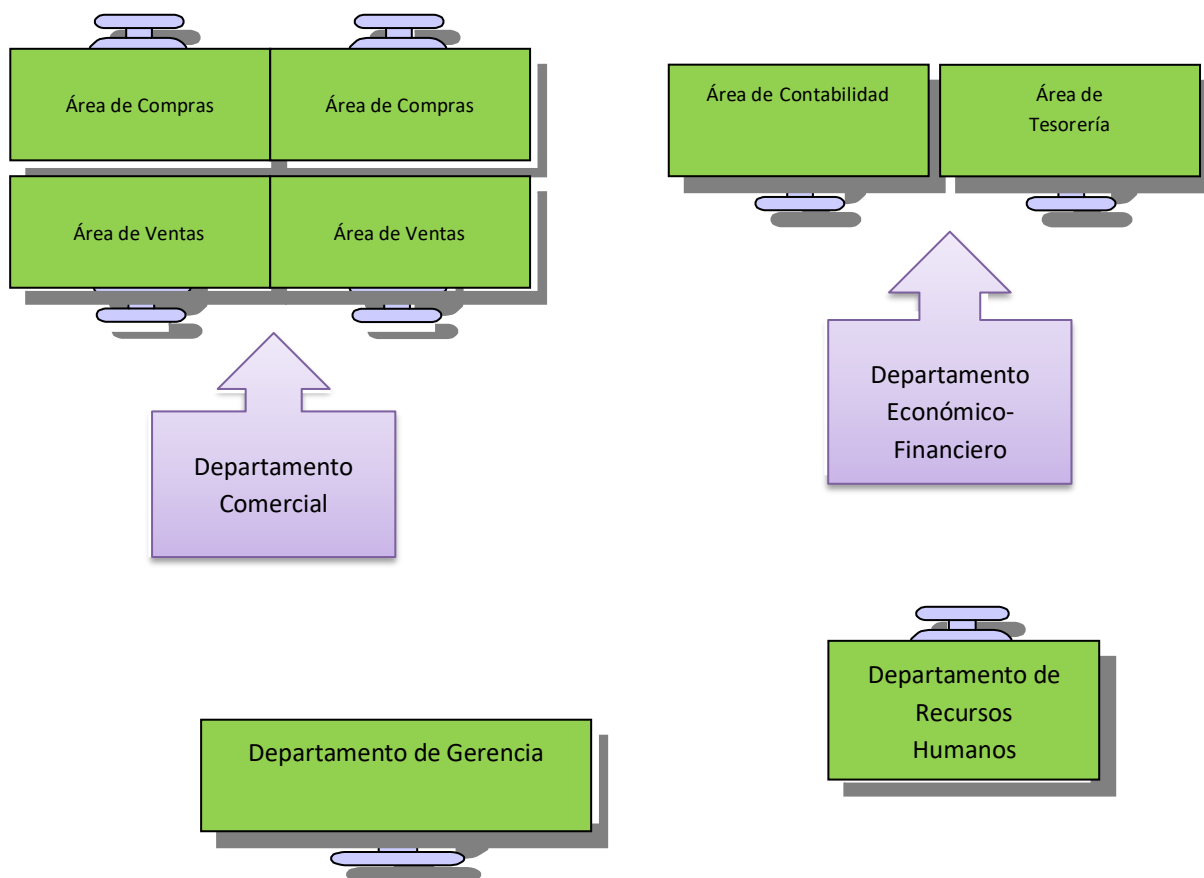 Área de Compras
Área de Compras
Área de Ventas
Área de Ventas
Departamento
Comercial
Área de Contabilidad
Área de
Tesorería
Departamento
Económico-
Financiero
Departamento de Gerencia
Departamento de
Recursos
Humanos